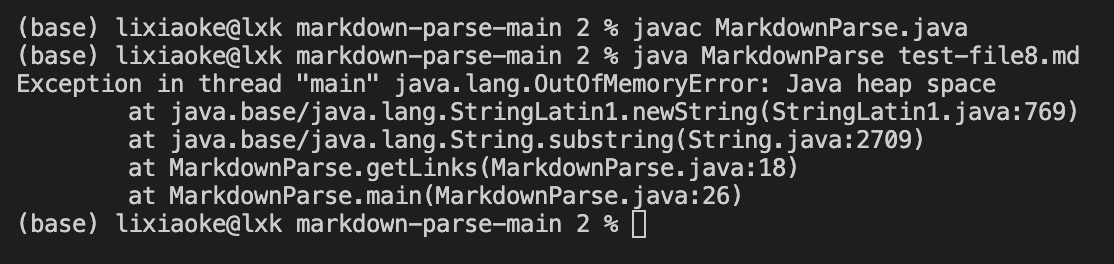 (base) lixiaoke@lxk markdown-parse-main 2 % javac MarkdownParse.java
(base) lixiaoke@lxk markdown-parse-main 2 % java MarkdownParse test-file8.md
Exception in thread "main" java.lang.OutOfMemoryError: Java heap space
        at java.base/java.lang.StringLatin1.newString(StringLatin1.java:769)
        at java.base/java.lang.String.substring(String.java:2709)
        at MarkdownParse.getLinks(MarkdownParse.java:18)
        at MarkdownParse.main(MarkdownParse.java:26)
(base) lixiaoke@lxk markdown-parse-main 2 %